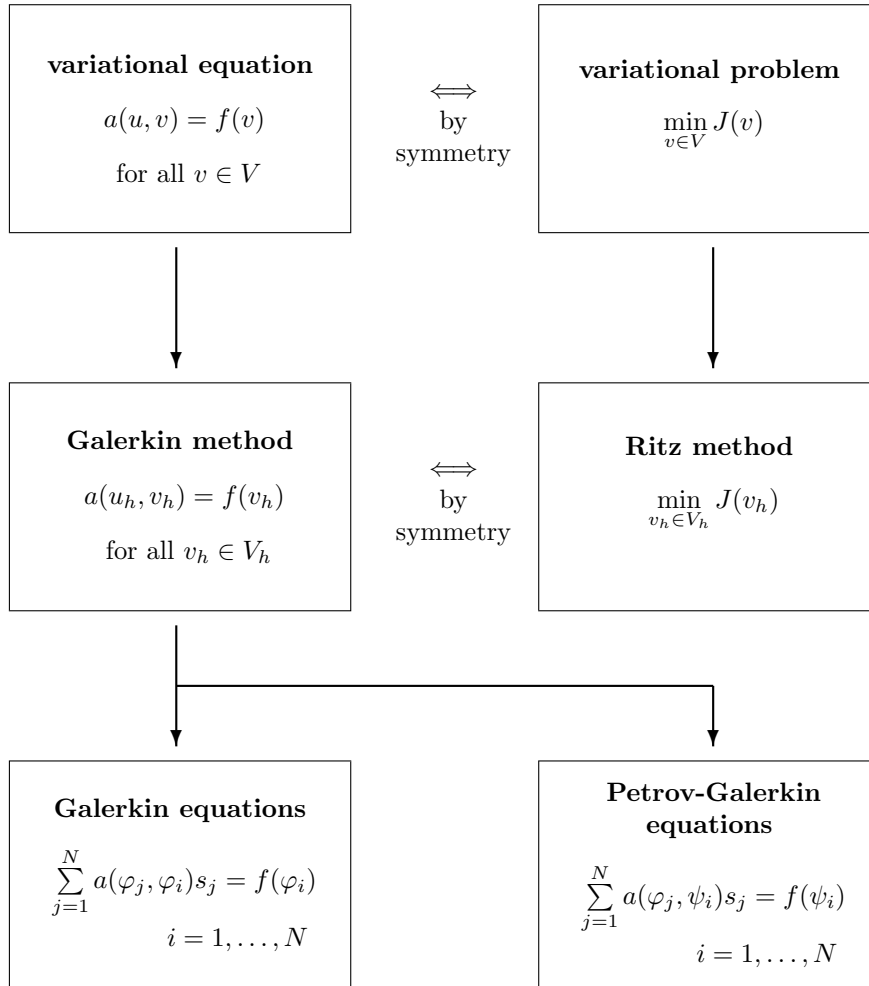 variational equation
a(u, v) = f(v)
for all v ∈ V
⟺
by
symmetry
variational problem
min J(v)
v∈V
Galerkin method
a(u_h, v_h) = f(v_h)
for all v_h ∈ V_h
⟺
by
symmetry
Ritz method
min J(v_h)
v_h∈V_h
Galerkin equations
N
∑ a(φ_j, φ_i)s_j = f(φ_i)
j=1
i = 1, . . . , N
Petrov-Galerkin
equations
N
∑ a(φ_j, ψ_i)s_j = f(ψ_i)
j=1
i = 1, . . . , N